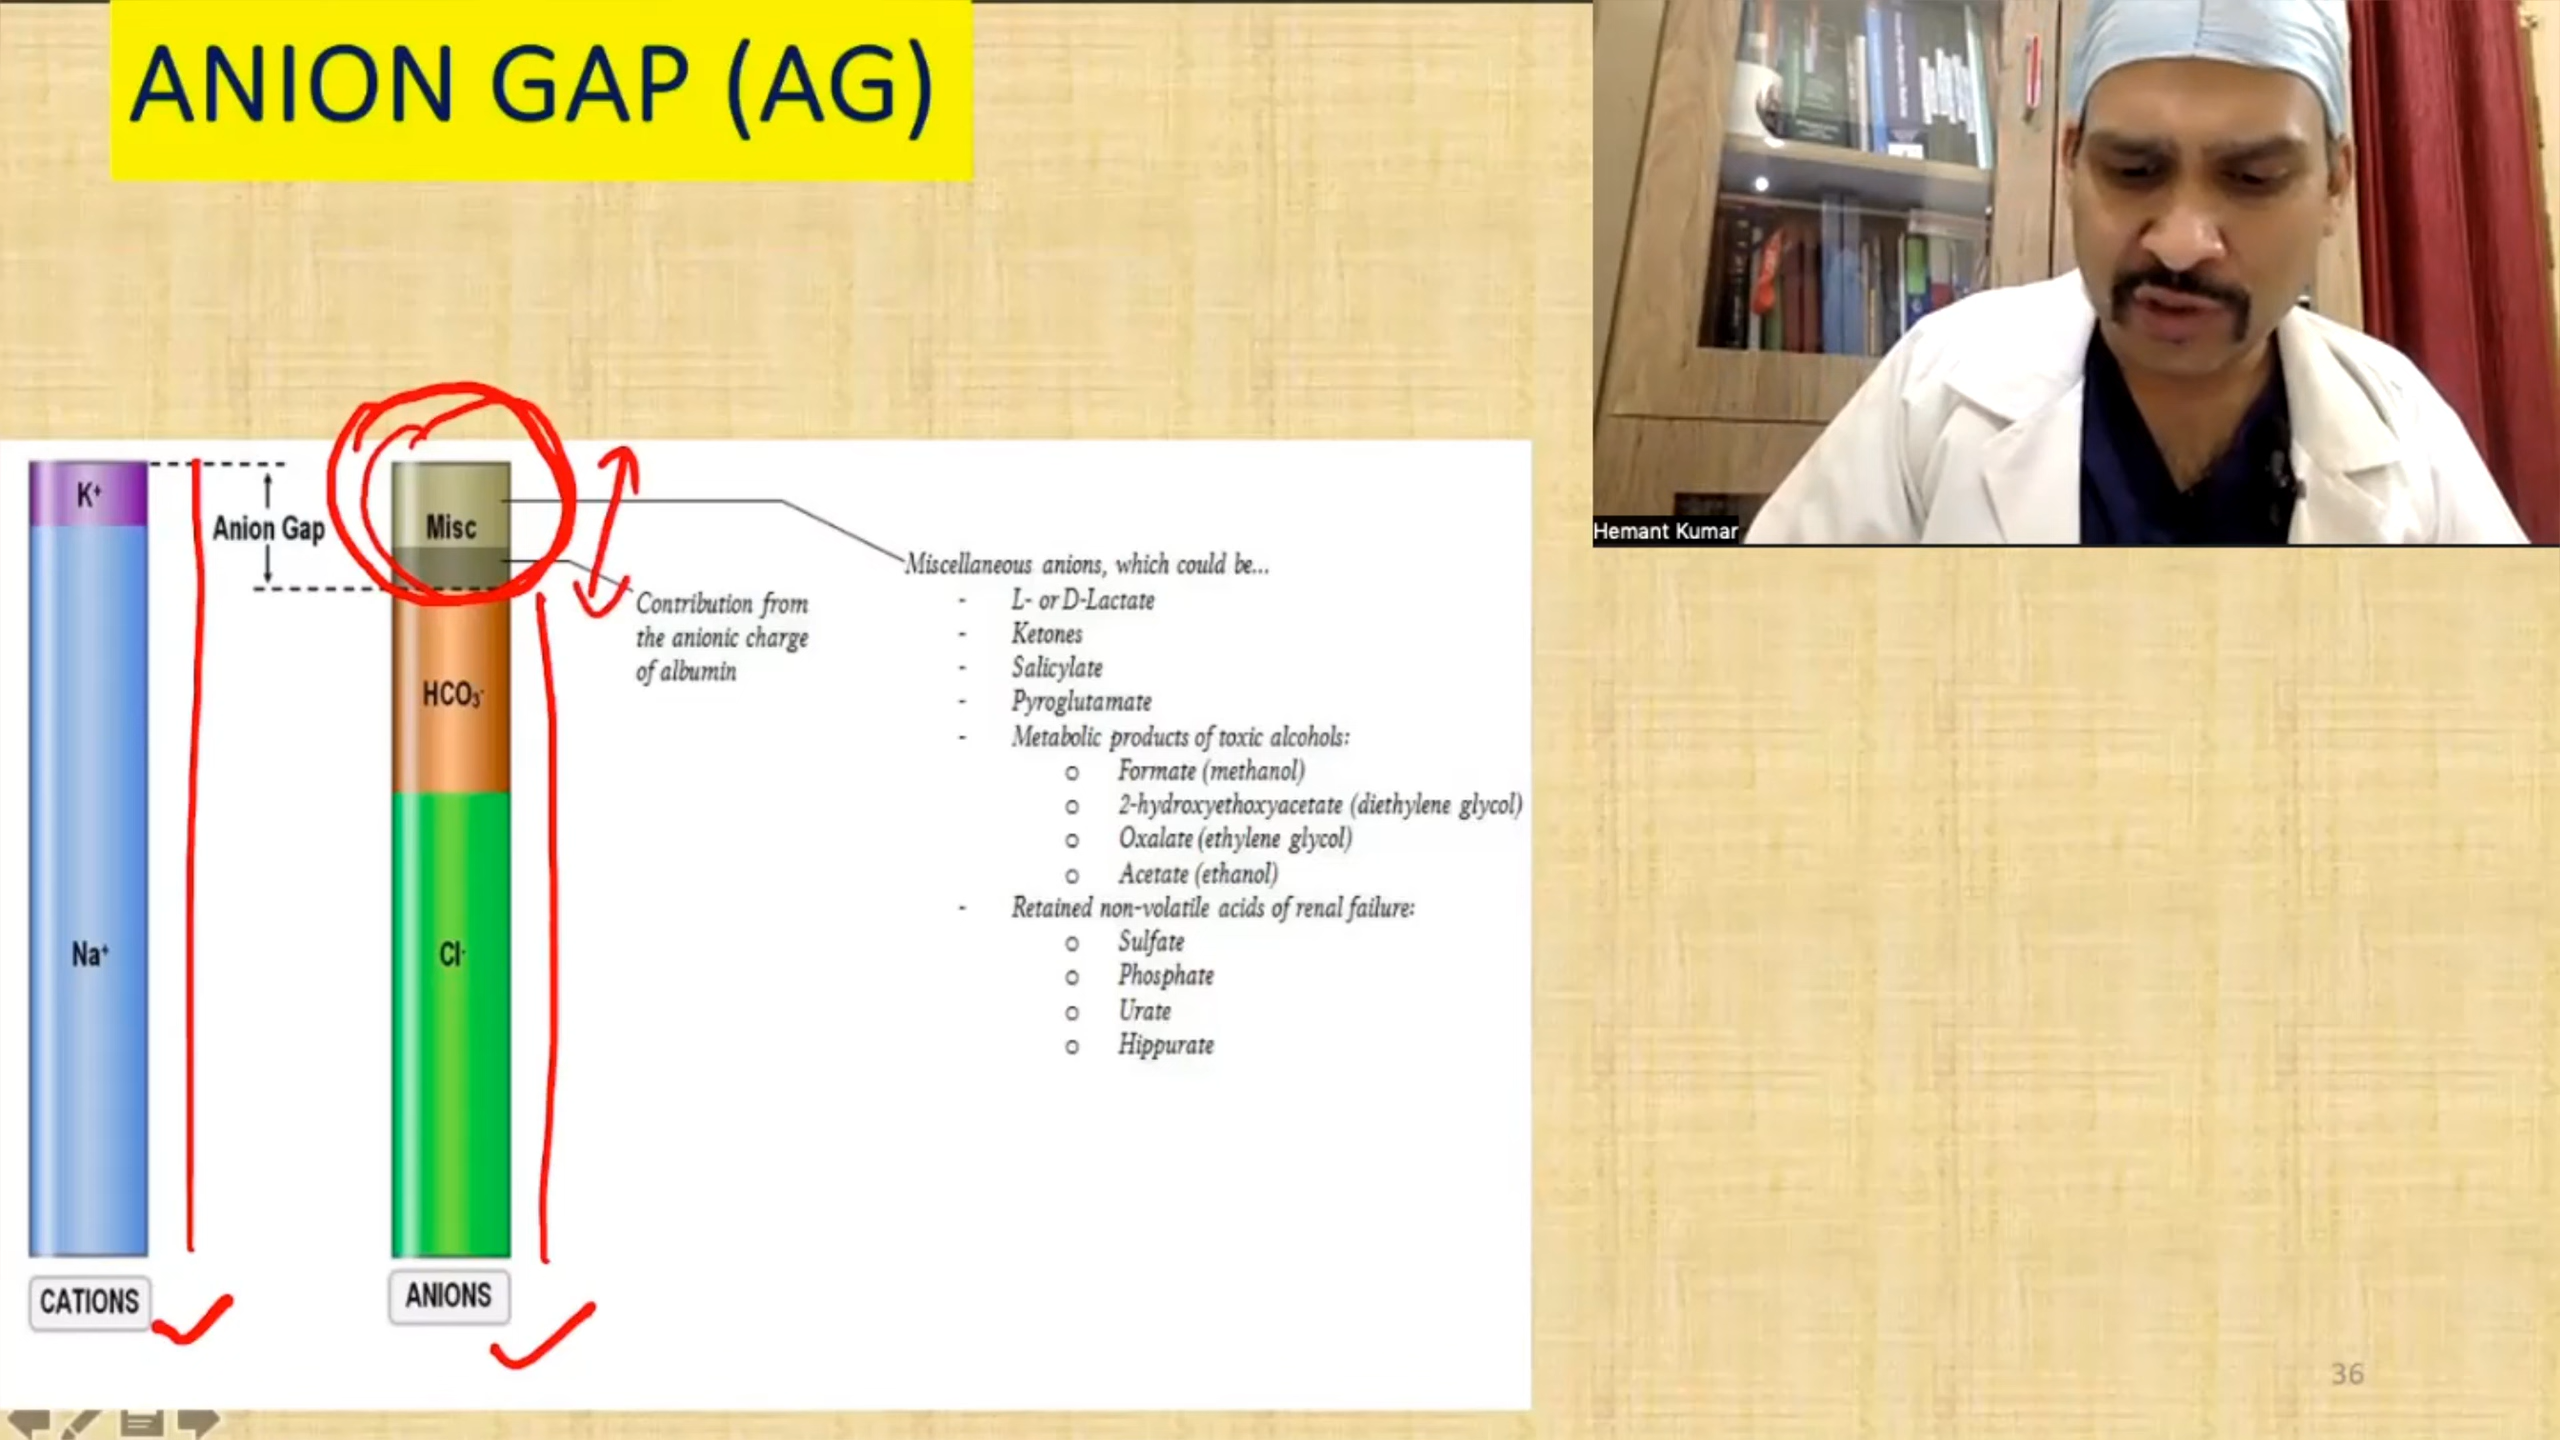 ANION GAP (AG)
Hemant Kumar
K+
Anion Gap
Misc
HCO3-
Na+
Cl-
CATIONS
ANIONS
Contribution from
the anionic charge
of albumin
Miscellaneous anions, which could be...
- L- or D-Lactate
- Ketones
- Salicylate
- Pyroglutamate
- Metabolic products of toxic alcohols:
o Formate (methanol)
o 2-hydroxyethoxyacetate (diethylene glycol)
o Oxalate (ethylene glycol)
o Acetate (ethanol)
- Retained non-volatile acids of renal failure:
o Sulfate
o Phosphate
o Urate
o Hippurate
36